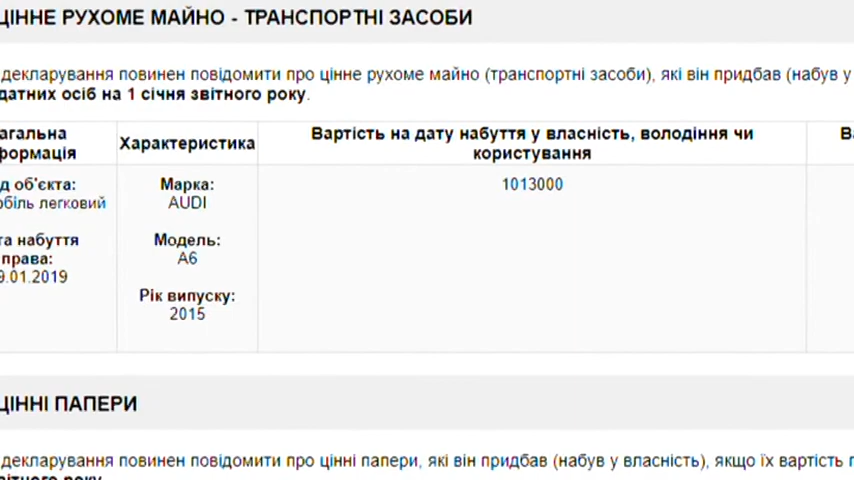 ЦІННЕ РУХОМЕ МАЙНО - ТРАНСПОРТНІ ЗАСОБИ
декларування повинен повідомити про цінне рухоме майно (транспортні засоби), які він придбав (набув у
датних осіб на 1 січня звітного року.
агальна
формація
Характеристика
Вартість на дату набуття у власність, володіння чи
користування
д об'єкта:
обіль легковий
та набуття
права:
9.01.2019
Марка:
AUDI
Модель:
A6
Рік випуску:
2015
1013000
ЦІННІ ПАПЕРИ
декларування повинен повідомити про цінні папери, які він придбав (набув у власність), якщо їх вартість п
звітного року